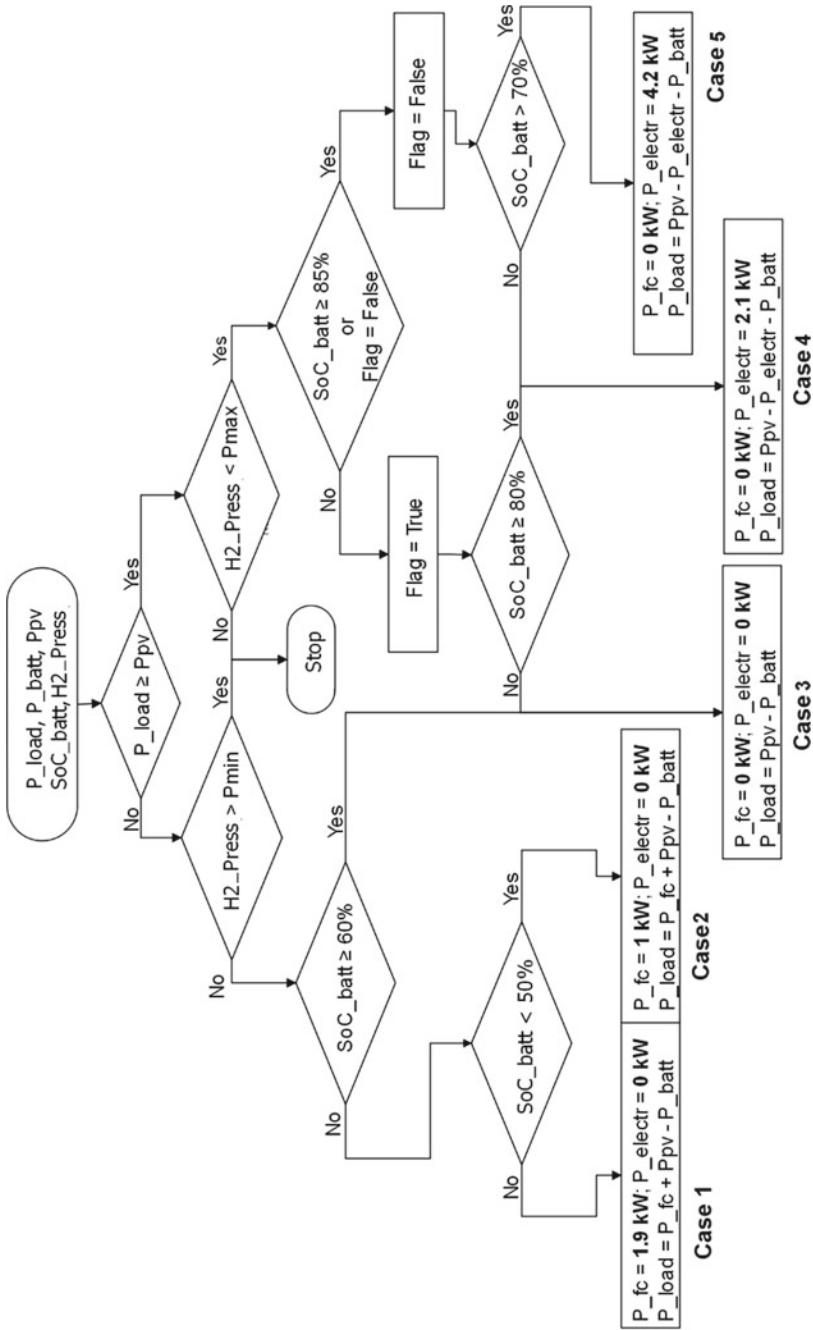 P_load, P_batt, Ppv
SoC_batt, H2_Press
P_load ≥ Ppv
No
Yes
H2_Press > Pmin
Yes
No
H2_Press < Pmax
No
Yes
Stop
SoC_batt ≥ 60%
No
Yes
SoC_batt ≥ 85%
or
Flag = False
No
Yes
Flag = True
Flag = False
SoC_batt < 50%
No
Yes
SoC_batt ≥ 80%
No
Yes
SoC_batt > 70%
No
Yes
P_fc = 1.9 kW; P_electr = 0 kW
P_load = P_fc + Ppv - P_batt
Case 1
P_fc = 1 kW; P_electr = 0 kW
P_load = P_fc + Ppv - P_batt
Case2
P_fc = 0 kW; P_electr = 0 kW
P_load = Ppv - P_batt
Case 3
P_fc = 0 kW; P_electr = 2.1 kW
P_load = Ppv - P_electr - P_batt
Case 4
P_fc = 0 kW; P_electr = 4.2 kW
P_load = Ppv - P_electr - P_batt
Case 5